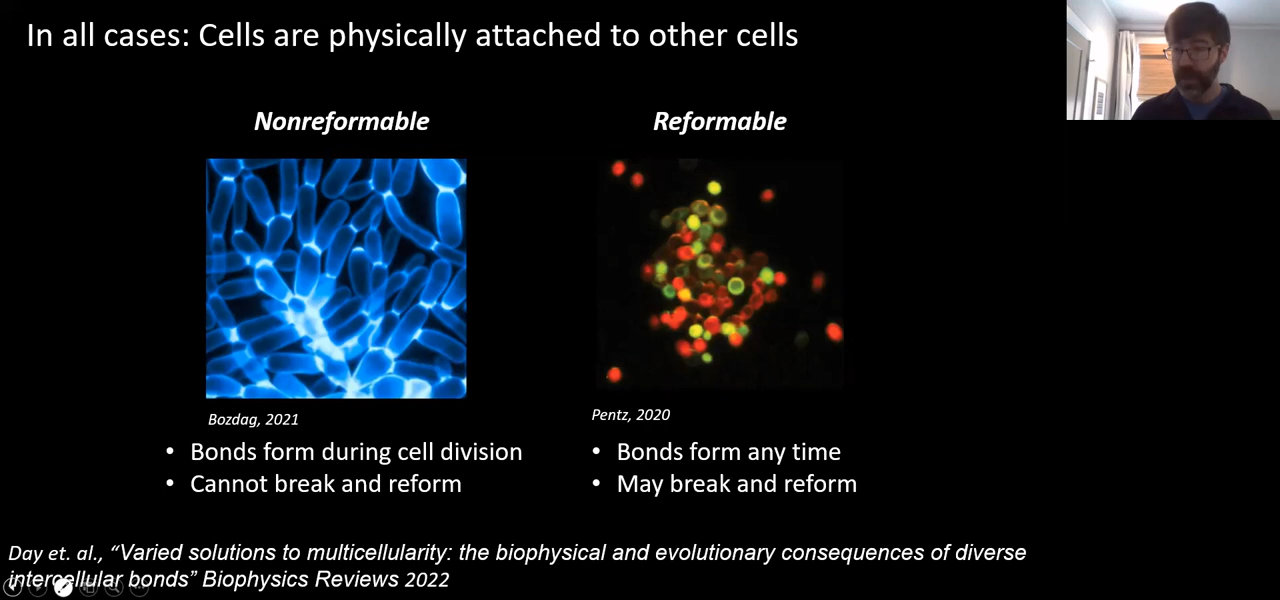 In all cases: Cells are physically attached to other cells
Nonreformable
Reformable
Bozdag, 2021
Pentz, 2020
• Bonds form during cell division
• Cannot break and reform
• Bonds form any time
• May break and reform
Day et. al., “Varied solutions to multicellularity: the biophysical and evolutionary consequences of diverse
intercellular bonds” Biophysics Reviews 2022